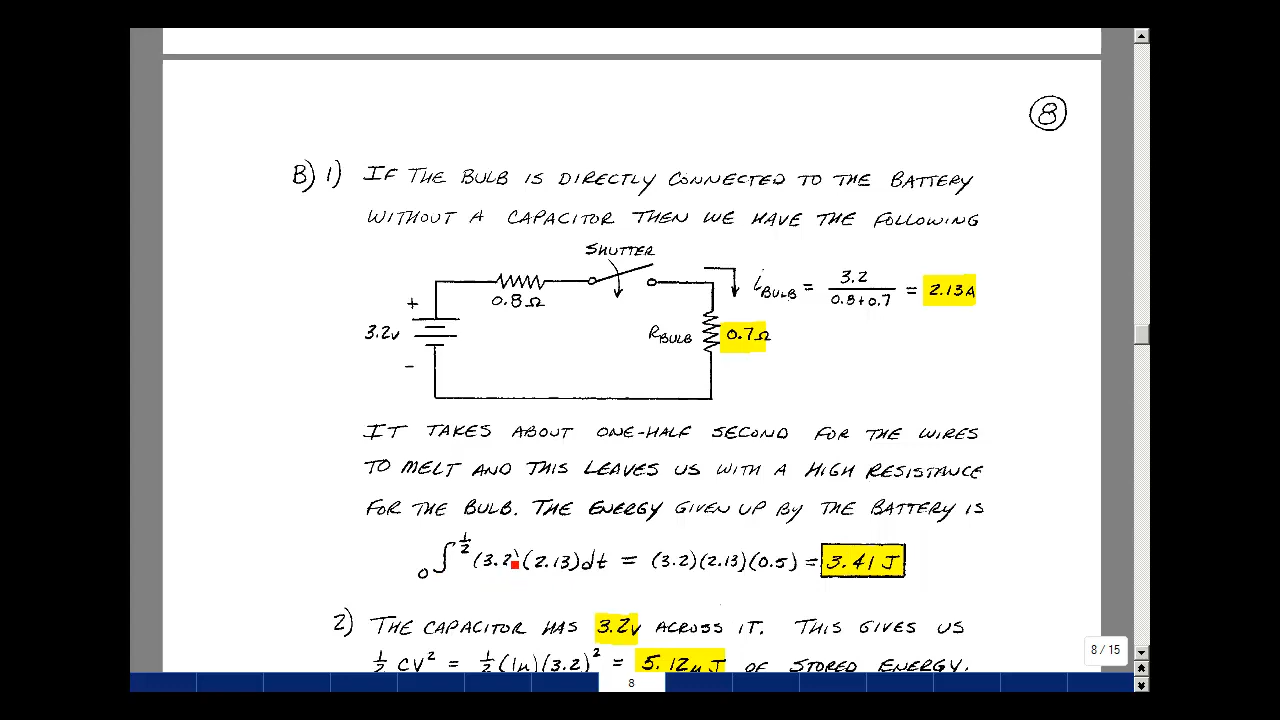 8
B) 1) IF THE BULB IS DIRECTLY CONNECTED TO THE BATTERY
WITHOUT A CAPACITOR THEN WE HAVE THE FOLLOWING
SHUTTER
0.8Ω
i_BULB = 3.2 / (0.8+0.7) = 2.13A
+
3.2V
-
R_BULB 0.7Ω
IT TAKES ABOUT ONE-HALF SECOND FOR THE WIRES
TO MELT AND THIS LEAVES US WITH A HIGH RESISTANCE
FOR THE BULB. THE ENERGY GIVEN UP BY THE BATTERY IS
0∫½ (3.2)(2.13)dt = (3.2)(2.13)(0.5) = 3.41 J
2) THE CAPACITOR HAS 3.2V ACROSS IT. THIS GIVES US
½ CV² = ½ (1μ)(3.2)² = 5.12μJ OF STORED ENERGY.
8 / 15
8